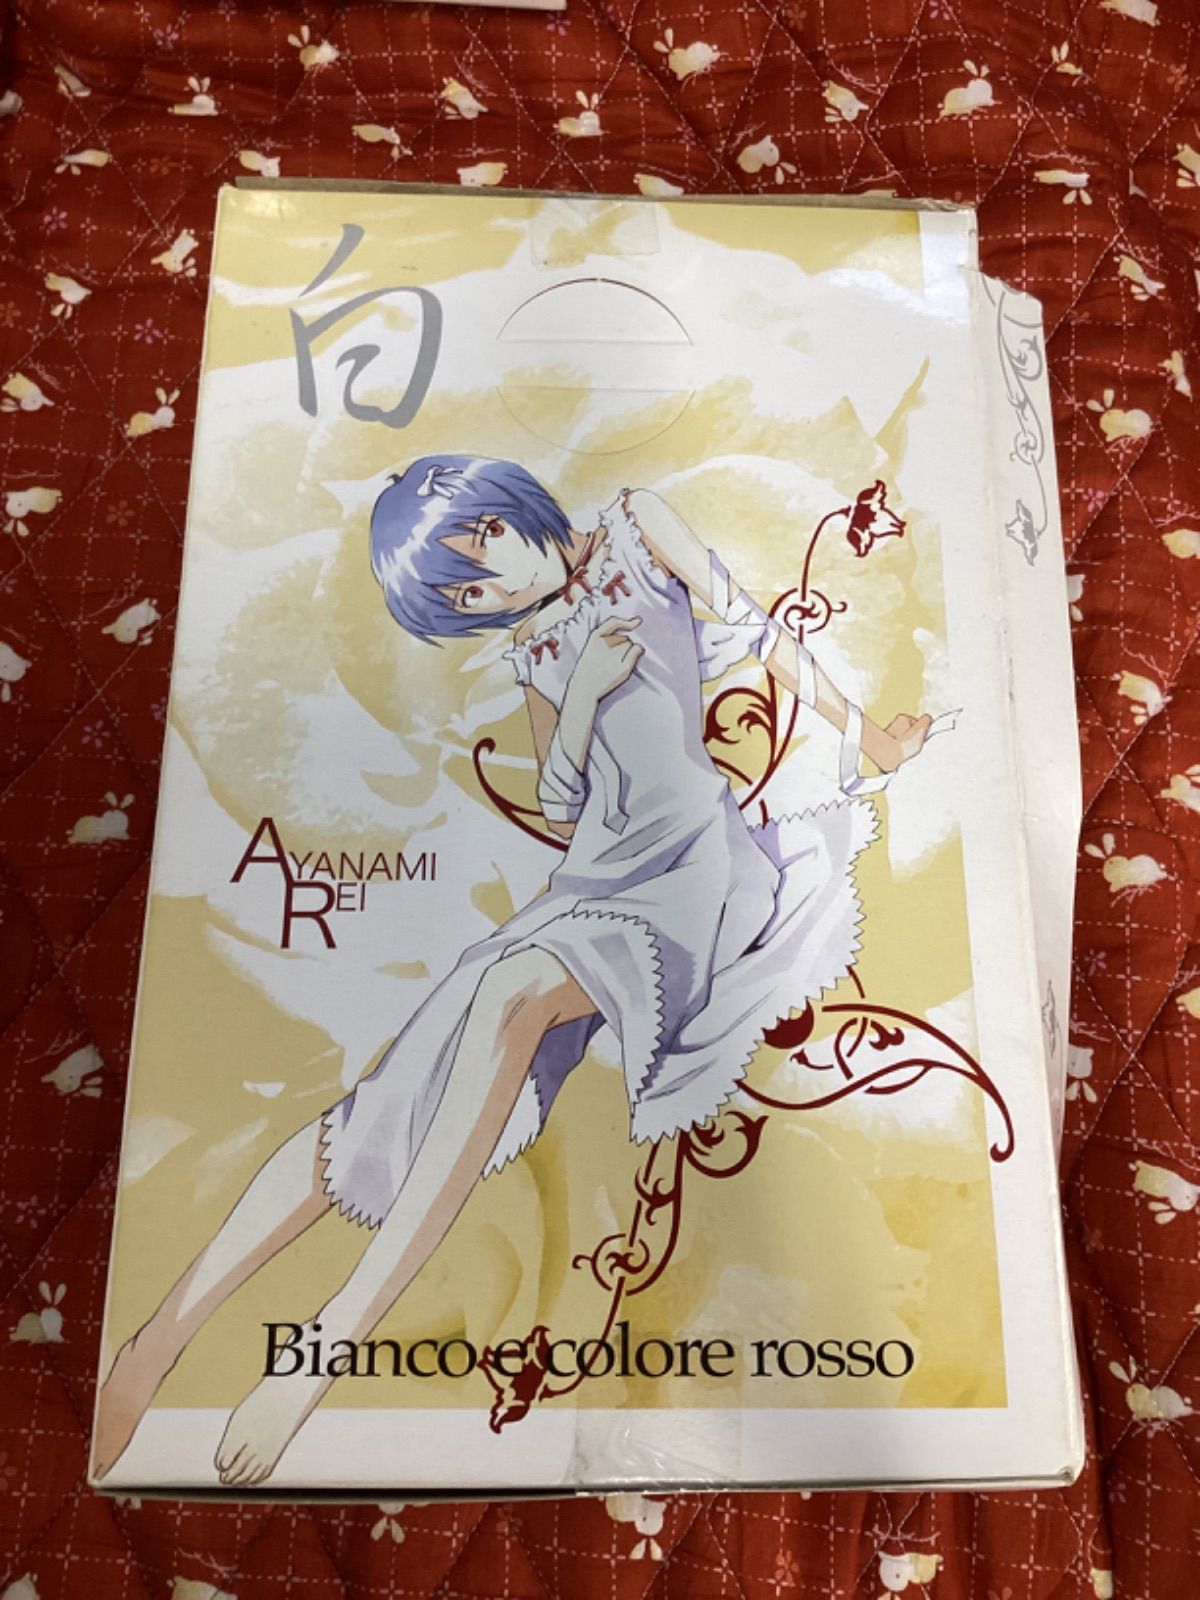 白
AYANAMI
REI
Bianco e colore rosso